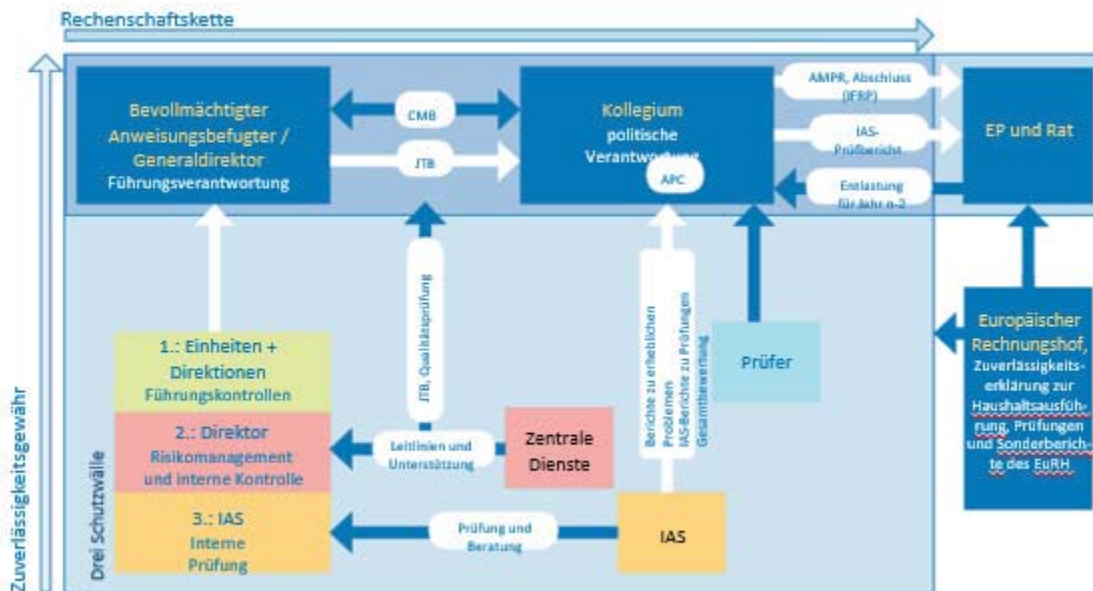 Rechenschaftskette
Bevollmächtigter
Anweisungsbefugter /
Generaldirektor
Führungsverantwortung
CMB
JTB
Kollegium
politische
Verantwortung
APC
AMPR, Abschluss
(IFRP)
IAS-
Prüfbericht
Entlastung
für Jahr n-2
EP und Rat
Zuverlässigkeitsgewähr
Drei Schutzwälle
1.: Einheiten +
Direktionen
Führungskontrollen
2.: Direktor
Risikomanagement
und interne Kontrolle
3.: IAS
Interne
Prüfung
JTB, Qualitätsprüfung
Leitlinien und
Unterstützung
Zentrale
Dienste
Prüfung und
Beratung
IAS
Berichte zu erheblichen
Problemen
IAS-Berichte zu Prüfungen
Gesamtbewertung
Prüfer
Europäischer
Rechnungshof,
Zuverlässigkeits-
erklärung zur
Haushaltsausfüh-
rung, Prüfungen
und Sonderberich-
te des EuRH